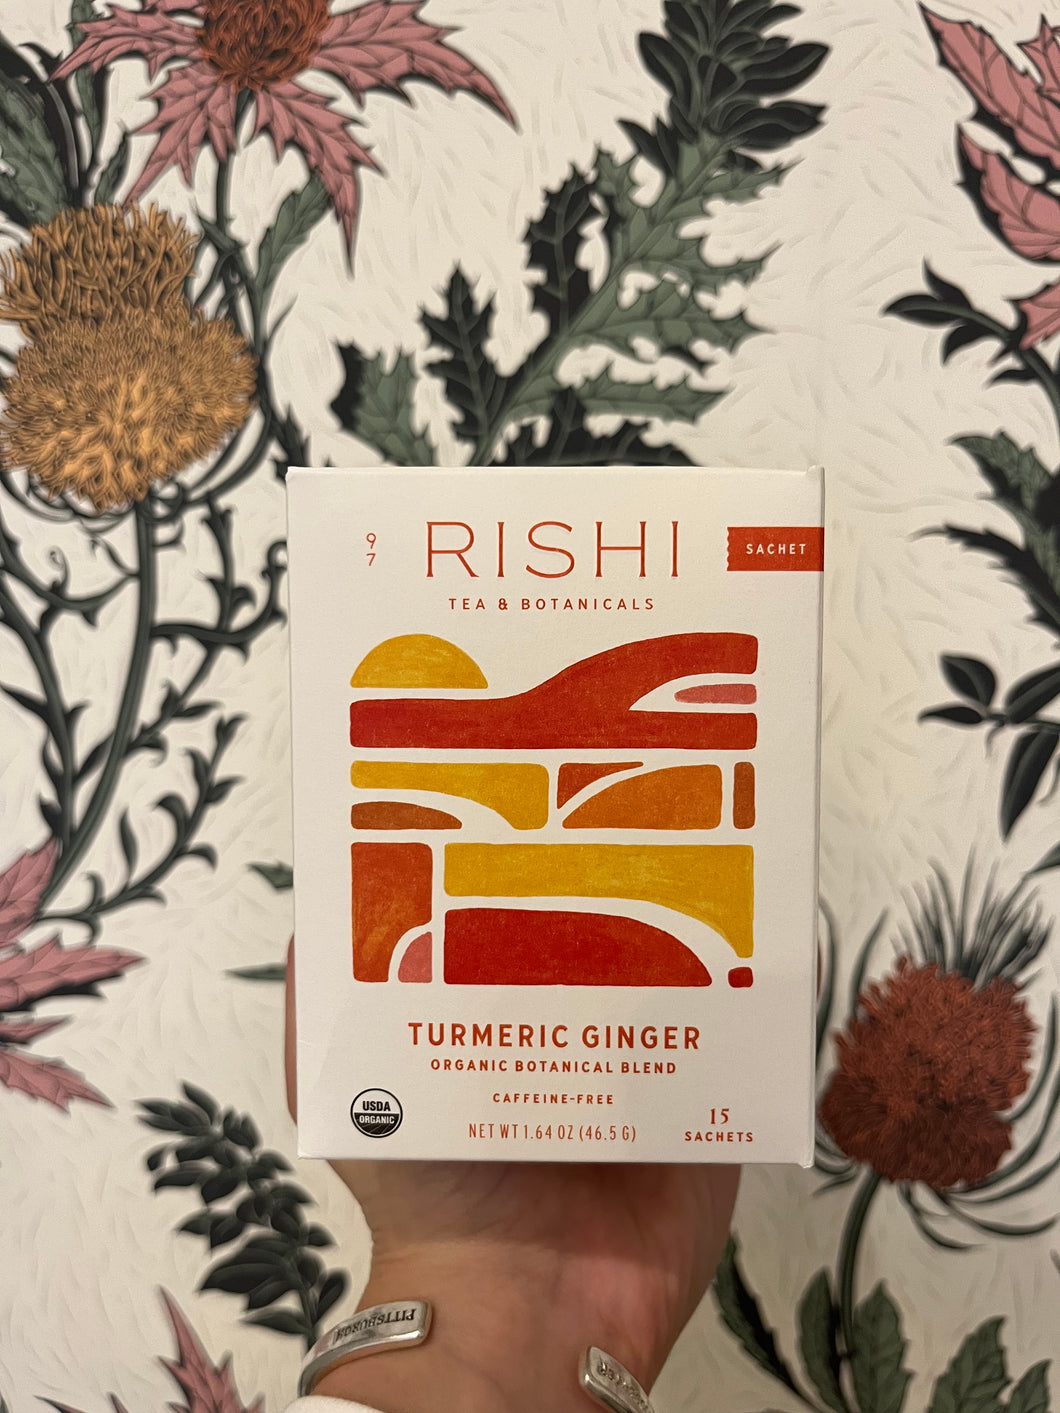 9
7
RISHI
SACHET
TEA & BOTANICALS
TURMERIC GINGER
ORGANIC BOTANICAL BLEND
CAFFEINE-FREE
USDA
ORGANIC
NET WT 1.64 OZ (46.5 G)
15
SACHETS
PITTSBURGH